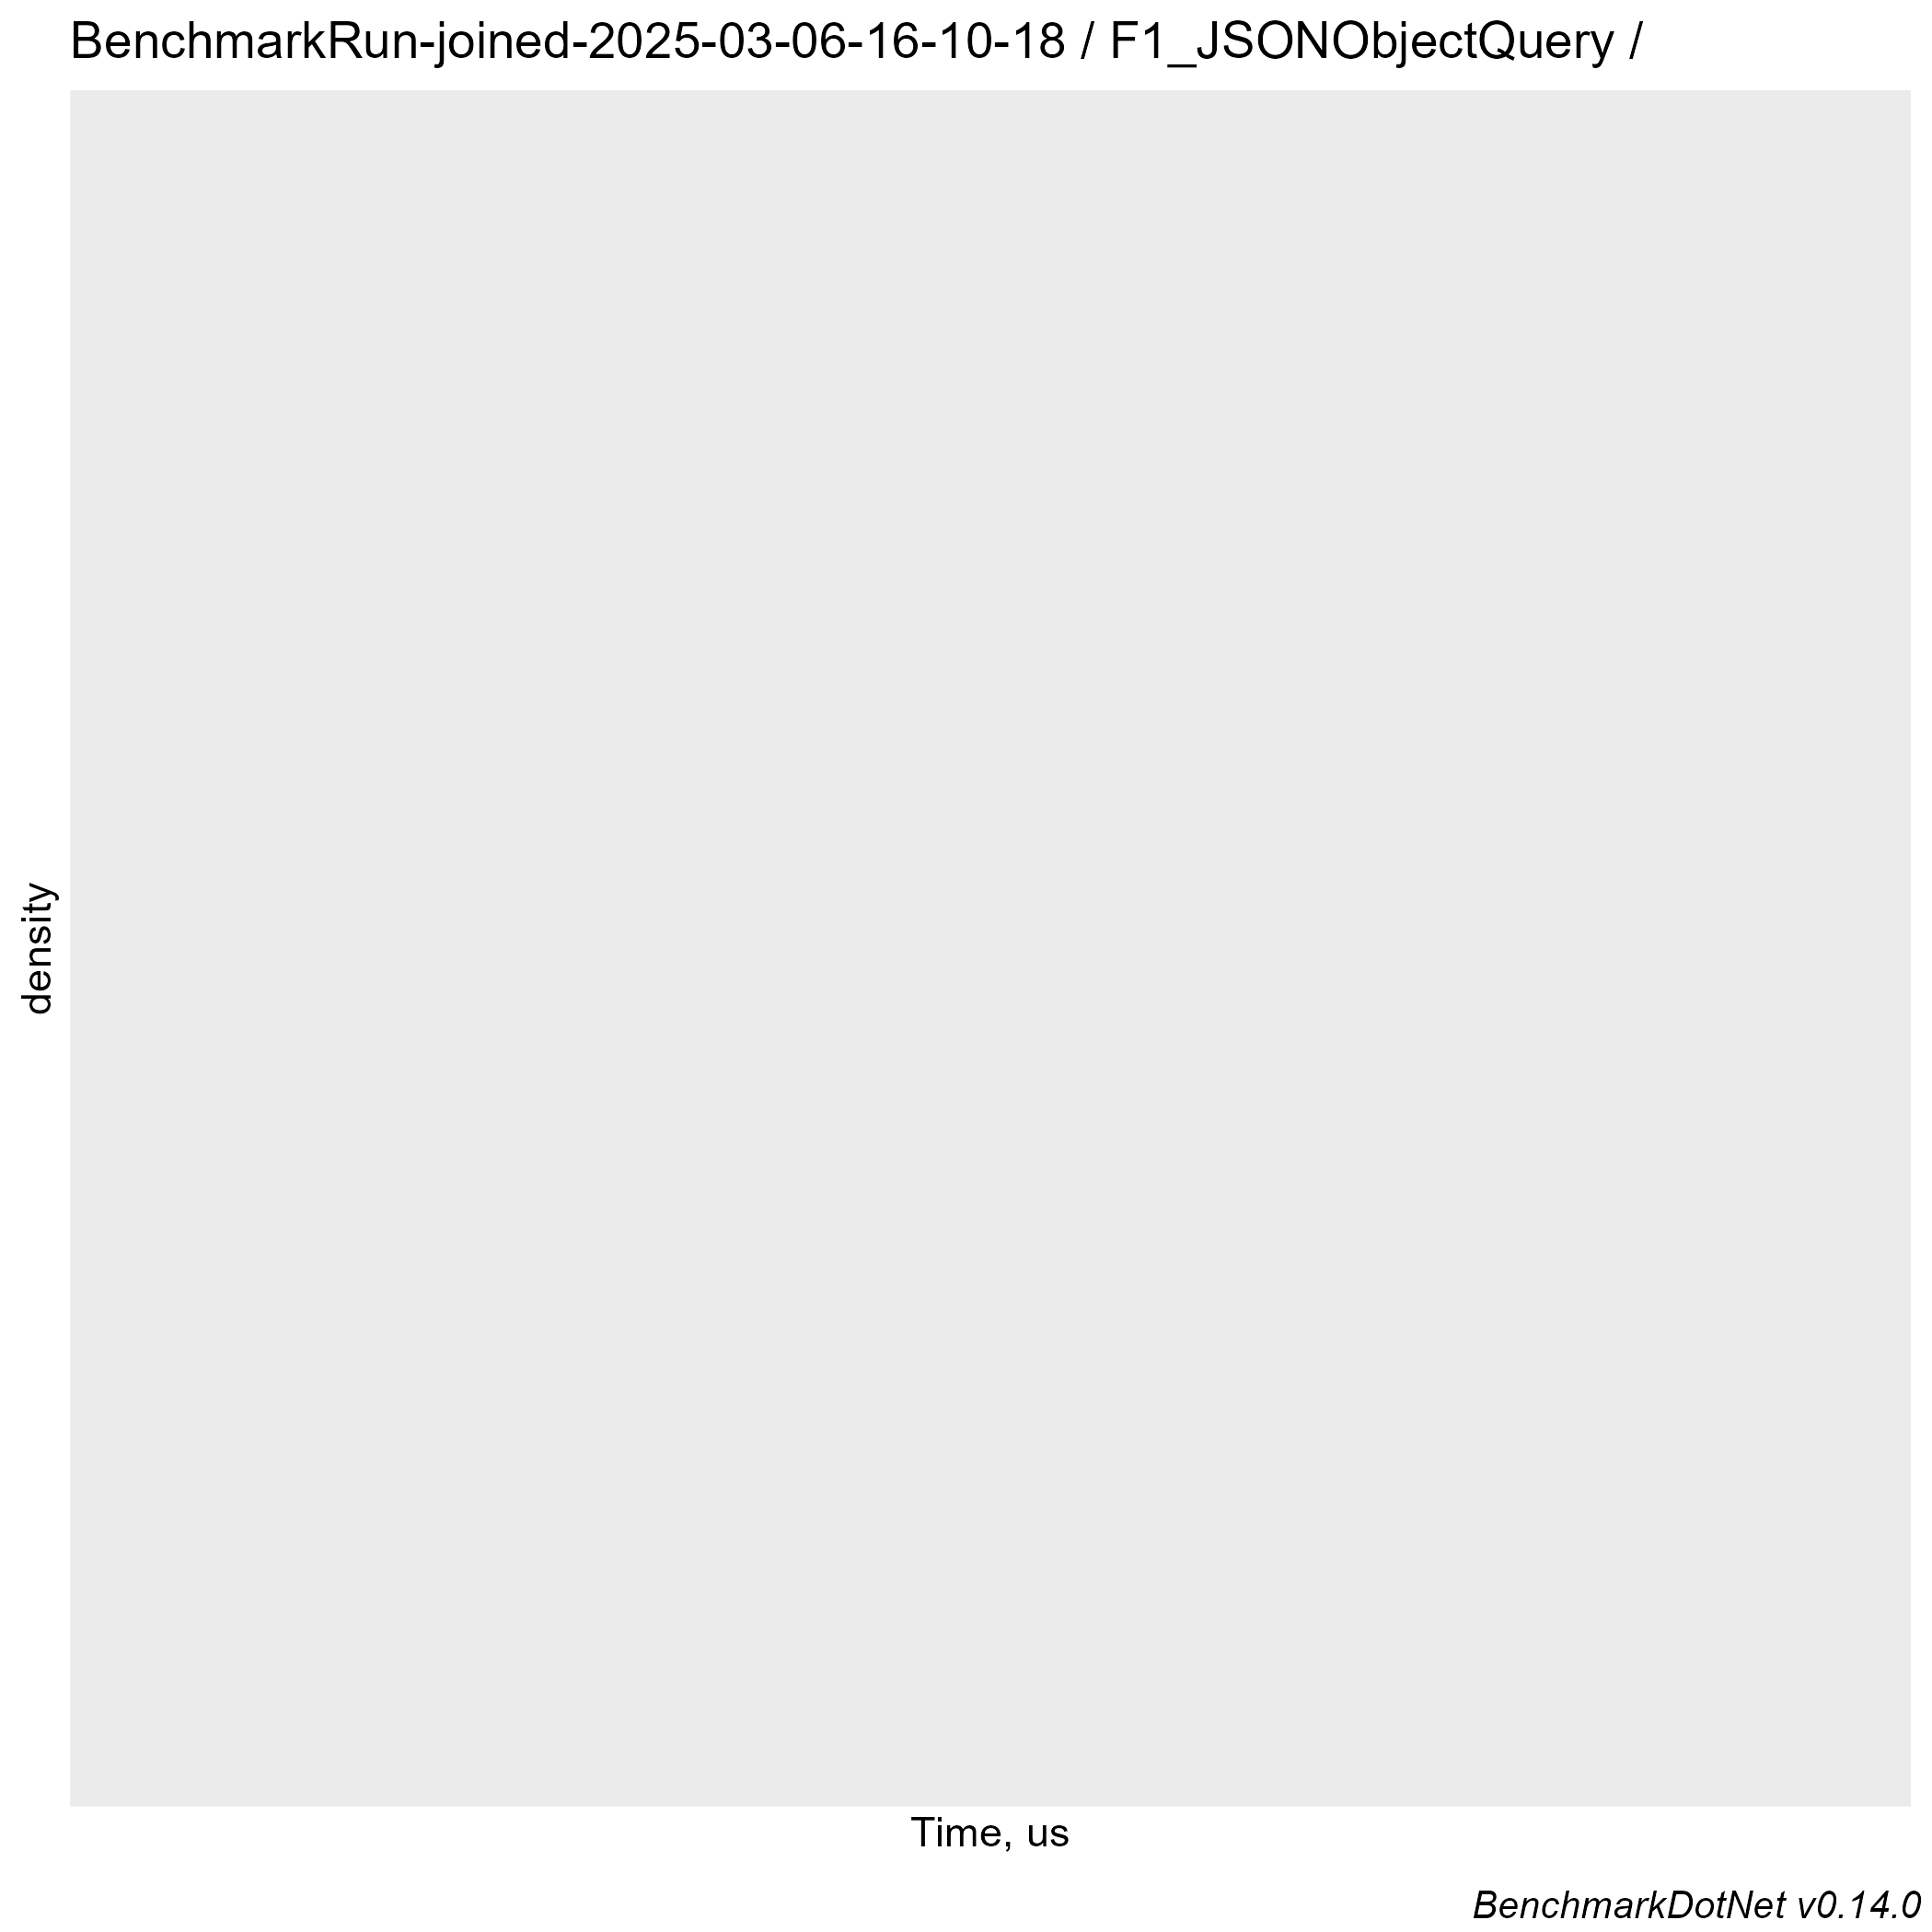 BenchmarkRun-joined-2025-03-06-16-10-18 / F1_JSONObjectQuery /
density
Time, us
BenchmarkDotNet v0.14.0